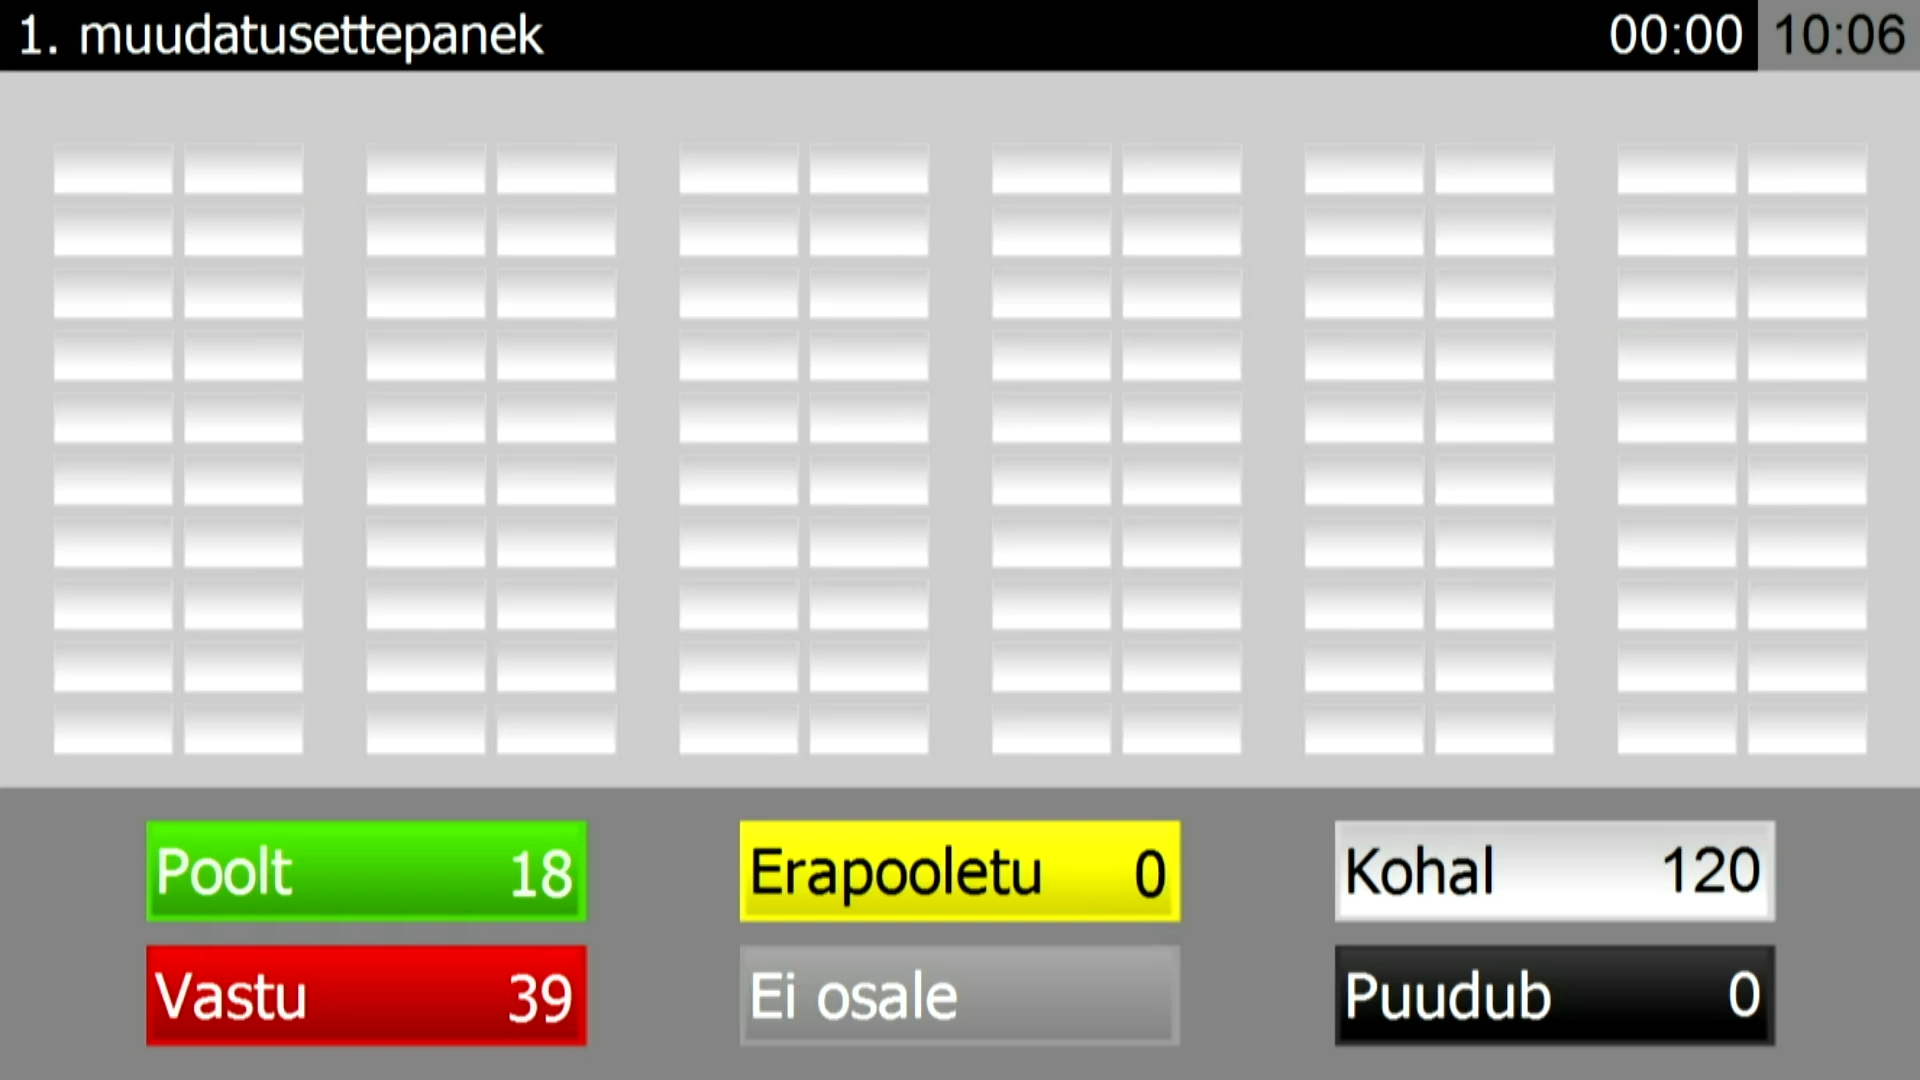 1. muudatusettepanek 00:00 10:06
Poolt 18 Erapooletu 0 Kohal 120
Vastu 39 Ei osale Puudub 0